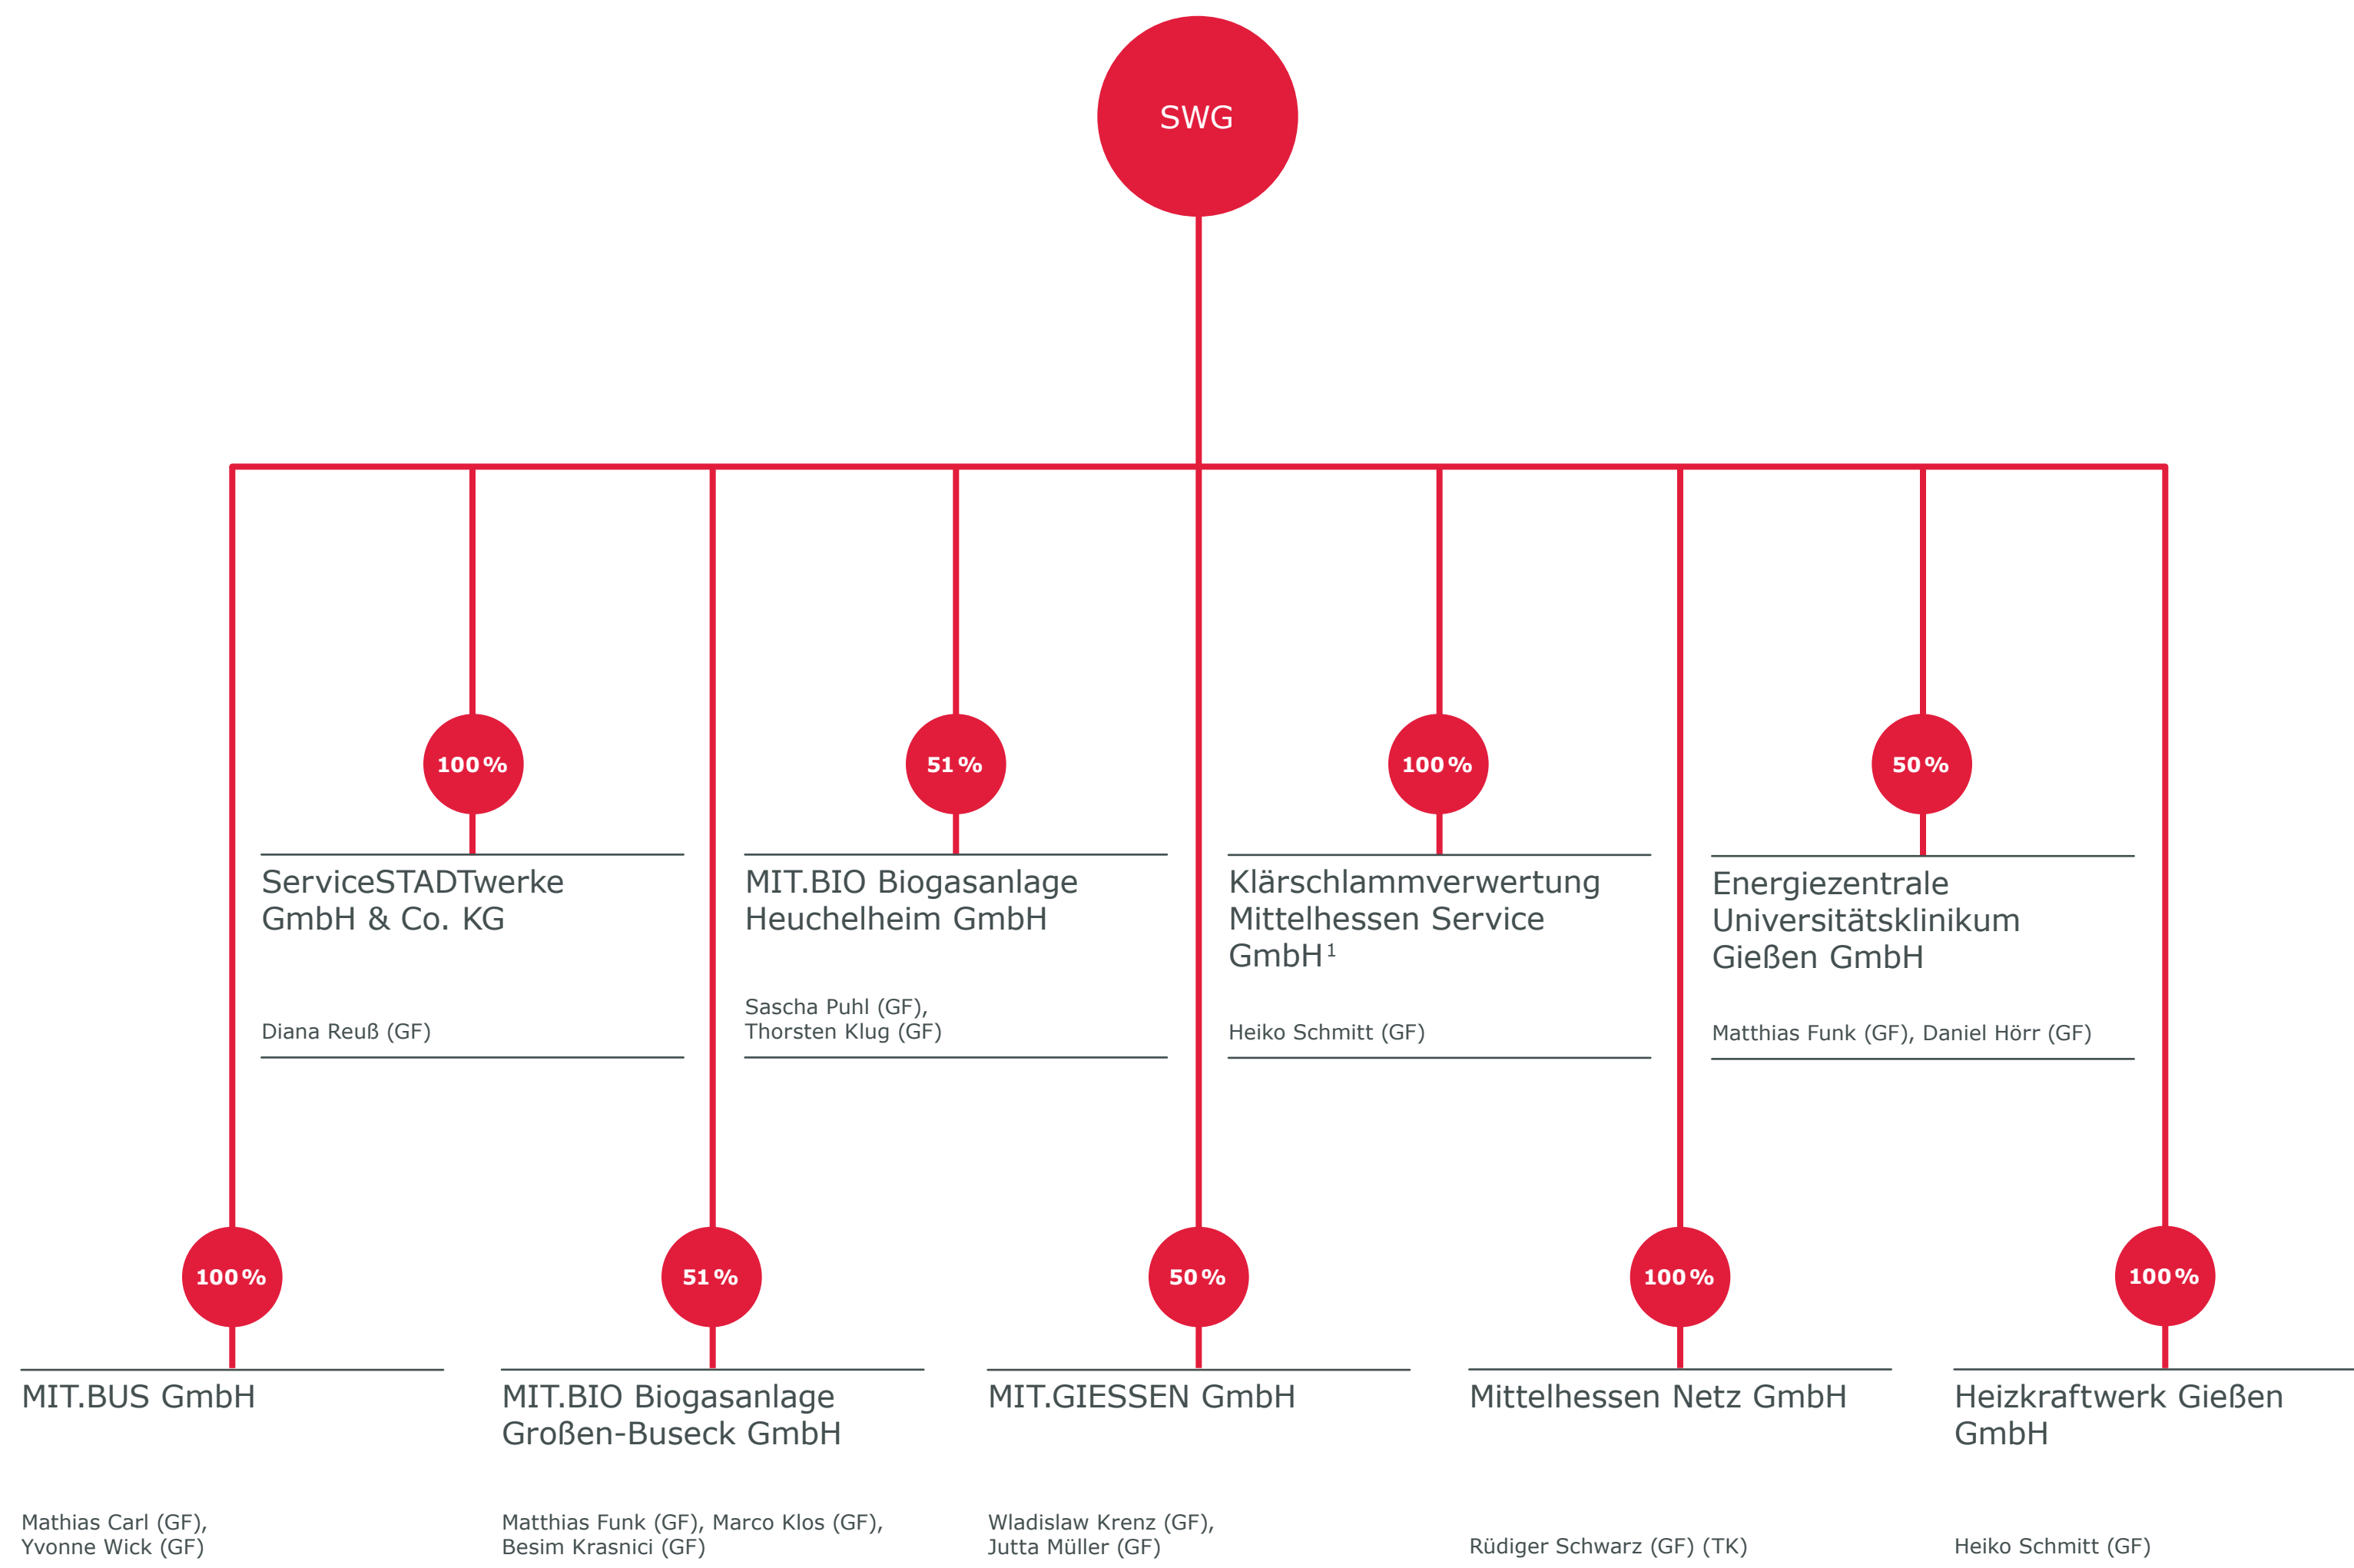 SWG
100 %
51 %
100 %
50 %
ServiceSTADTwerke
GmbH & Co. KG
Diana Reuß (GF)
MIT.BIO Biogasanlage
Heuchelheim GmbH
Sascha Puhl (GF),
Thorsten Klug (GF)
Klärschlammverwertung
Mittelhessen Service
GmbH¹
Heiko Schmitt (GF)
Energiezentrale
Universitätsklinikum
Gießen GmbH
Matthias Funk (GF), Daniel Hörr (GF)
100 %
51 %
50 %
100 %
100 %
MIT.BUS GmbH
Mathias Carl (GF),
Yvonne Wick (GF)
MIT.BIO Biogasanlage
Großen-Buseck GmbH
Matthias Funk (GF), Marco Klos (GF),
Besim Krasnici (GF)
MIT.GIESSEN GmbH
Wladislaw Krenz (GF),
Jutta Müller (GF)
Mittelhessen Netz GmbH
Rüdiger Schwarz (GF) (TK)
Heizkraftwerk Gießen
GmbH
Heiko Schmitt (GF)